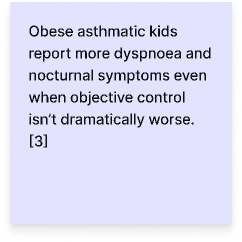 Obese asthmatic kids
report more dyspnoea and
nocturnal symptoms even
when objective control
isn't dramatically worse.
[3]